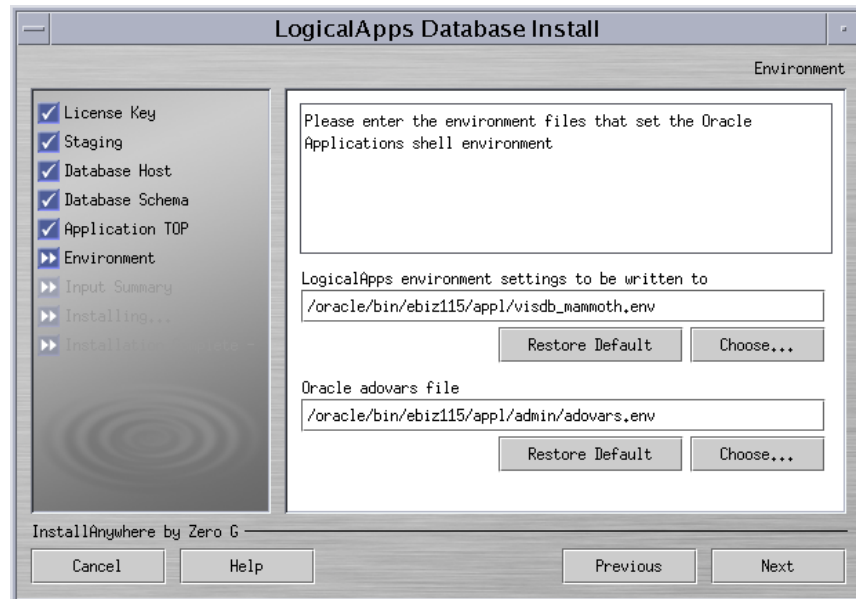 LogicalApps Database Install
Environment
License Key
Staging
Database Host
Database Schema
Application TOP
Environment
Input Summary
Installing...
Please enter the environment files that set the Oracle
Applications shell environment
LogicalApps environment settings to be written to
/oracle/bin/ebiz115/appl/visdb_mammoth.env
Restore Default Choose...
Oracle adovars file
/oracle/bin/ebiz115/appl/admin/adovars.env
Restore Default Choose...
InstallAnywhere by Zero G
Cancel Help Previous Next